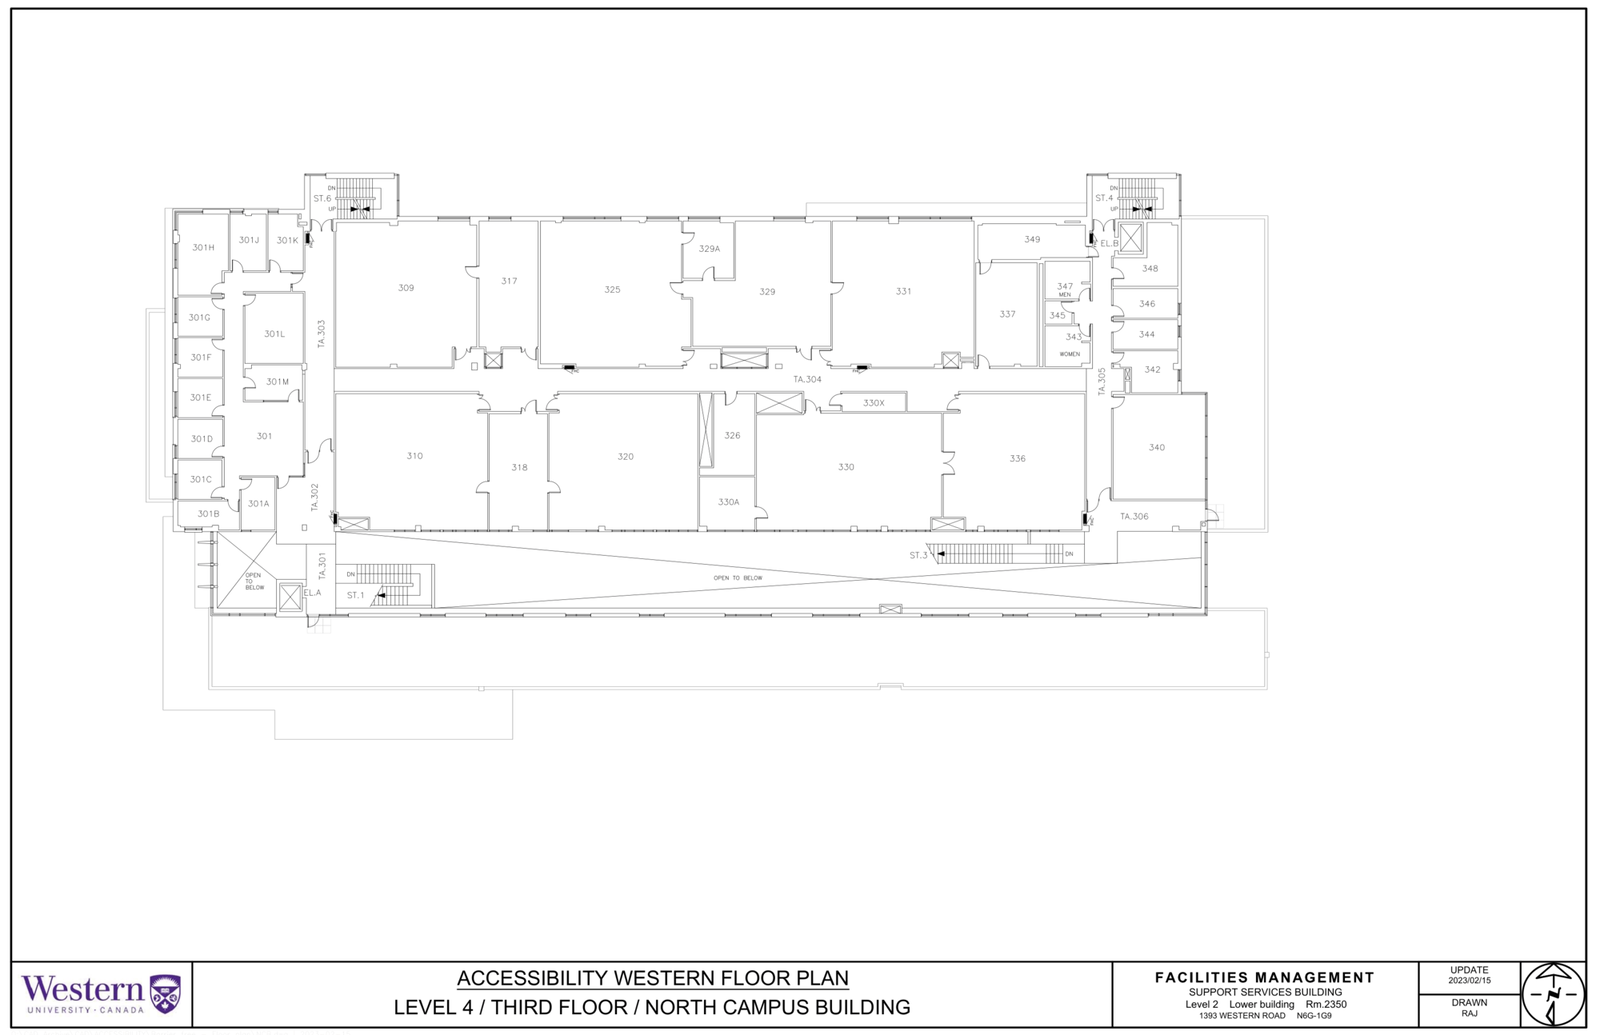 DN
ST.6
UP
DN
ST.4
UP
301H
301J
301K
309
317
325
329A
329
331
349
EL.B
348
337
347
MEN
346
345
343
344
WOMEN
342
301G
301L
TA.303
301F
301M
301E
301
301D
301C
301B
301A
TA.302
TA.304
TA.305
330X
310
318
320
326
330A
330
336
340
TA.306
OPEN
TO
BELOW
TA.301
EL.A
DN
ST.1
OPEN TO BELOW
ST.3
DN
Western
UNIVERSITY · CANADA
ACCESSIBILITY WESTERN FLOOR PLAN
LEVEL 4 / THIRD FLOOR / NORTH CAMPUS BUILDING
FACILITIES MANAGEMENT
SUPPORT SERVICES BUILDING
Level 2 Lower building Rm.2350
1393 WESTERN ROAD N6G-1G9
UPDATE
2023/02/15
DRAWN
RAJ
N